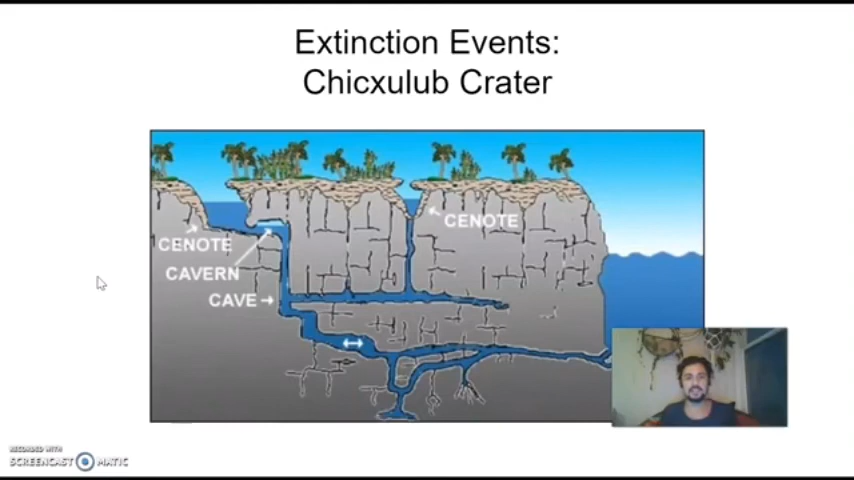 Extinction Events:
Chicxulub Crater
CENOTE
CENOTE
CAVERN
CAVE
RECORDED WITH
SCREENCAST MATIC